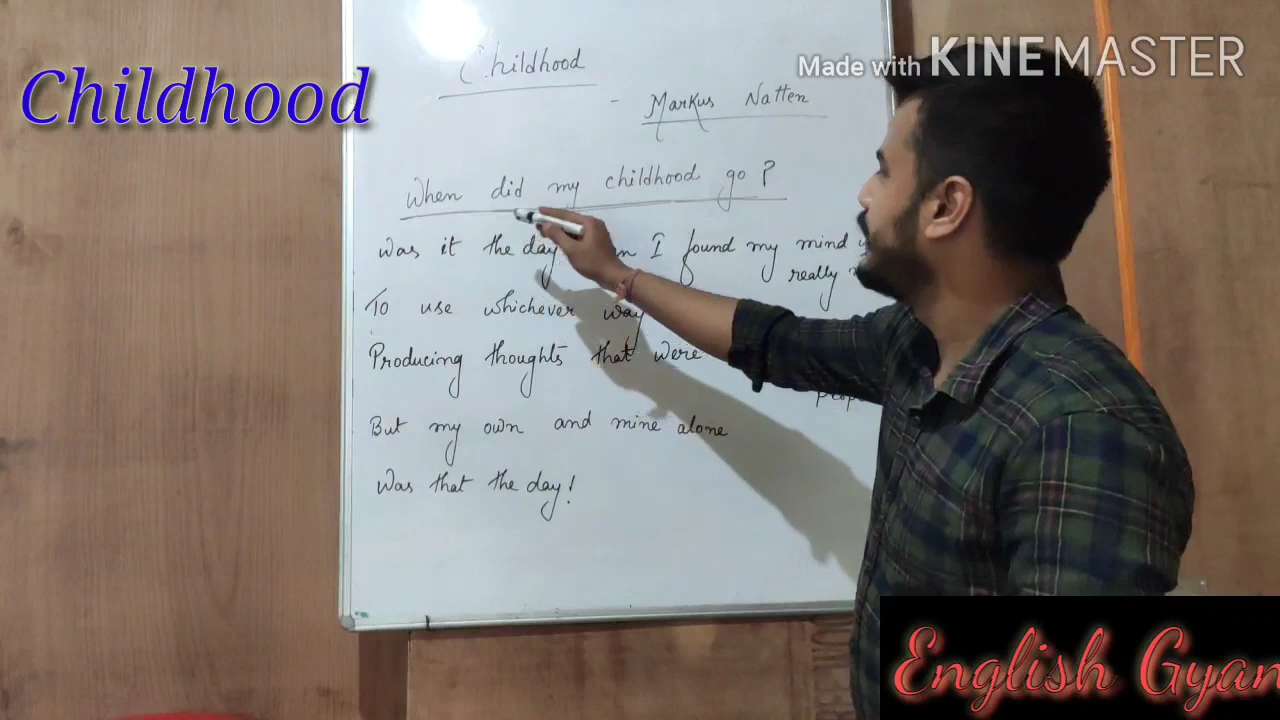 Childhood
Made with KINEMASTER
Childhood
- Markus Natten
When did my childhood go ?
Was it the day I found my mind
really
To use whichever way
Producing thoughts that were
But my own and mine alone
Was that the day!
English Gyan